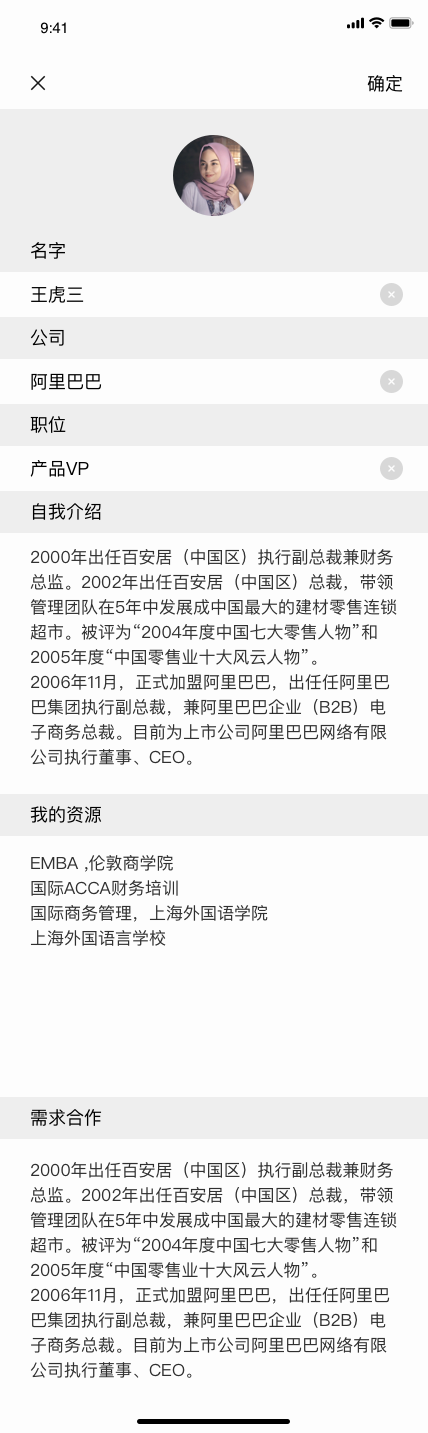 9:41
确定
名字
王虎三
公司
阿里巴巴
职位
产品VP
自我介绍
2000年出任百安居（中国区）执行副总裁兼财务
总监。2002年出任百安居（中国区）总裁，带领
管理团队在5年中发展成中国最大的建材零售连锁
超市。被评为“2004年度中国七大零售人物”和
2005年度“中国零售业十大风云人物”。
2006年11月，正式加盟阿里巴巴，出任任阿里巴
巴集团执行副总裁，兼阿里巴巴企业（B2B）电
子商务总裁。目前为上市公司阿里巴巴网络有限
公司执行董事、CEO。
我的资源
EMBA ,伦敦商学院
国际ACCA财务培训
国际商务管理，上海外国语学院
上海外国语言学校
需求合作
2000年出任百安居（中国区）执行副总裁兼财务
总监。2002年出任百安居（中国区）总裁，带领
管理团队在5年中发展成中国最大的建材零售连锁
超市。被评为“2004年度中国七大零售人物”和
2005年度“中国零售业十大风云人物”。
2006年11月，正式加盟阿里巴巴，出任任阿里巴
巴集团执行副总裁，兼阿里巴巴企业（B2B）电
子商务总裁。目前为上市公司阿里巴巴网络有限
公司执行董事、CEO。